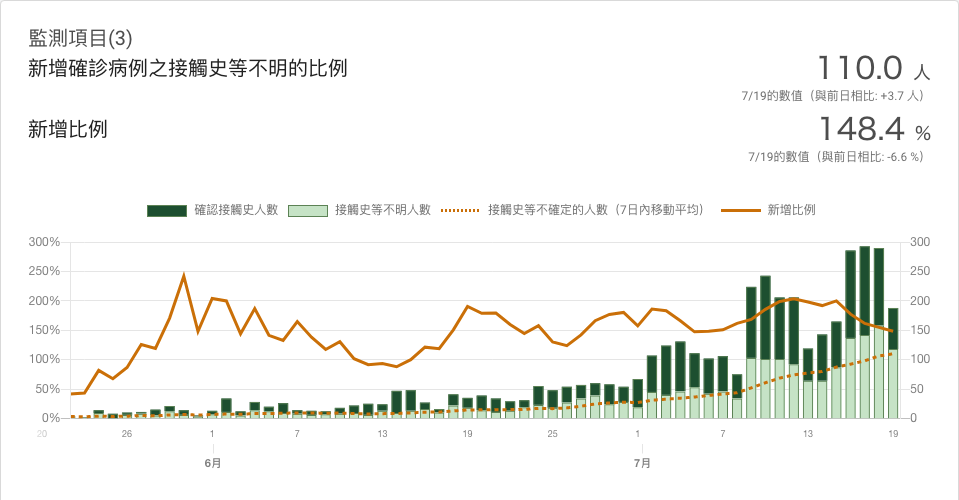 監測項目(3)
新增確診病例之接觸史等不明的比例
110.0 人
7/19的數值（與前日相比: +3.7 人）
新增比例
148.4 %
7/19的數值（與前日相比: -6.6 %）
確認接觸史人數 接觸史等不明人數 接觸史等不確定的人數（7日內移動平均） 新增比例
300% 300
250% 250
200% 200
150% 150
100% 100
50% 50
0% 0
20 26 1 7 13 19 25 1 7 13 19
6月 7月